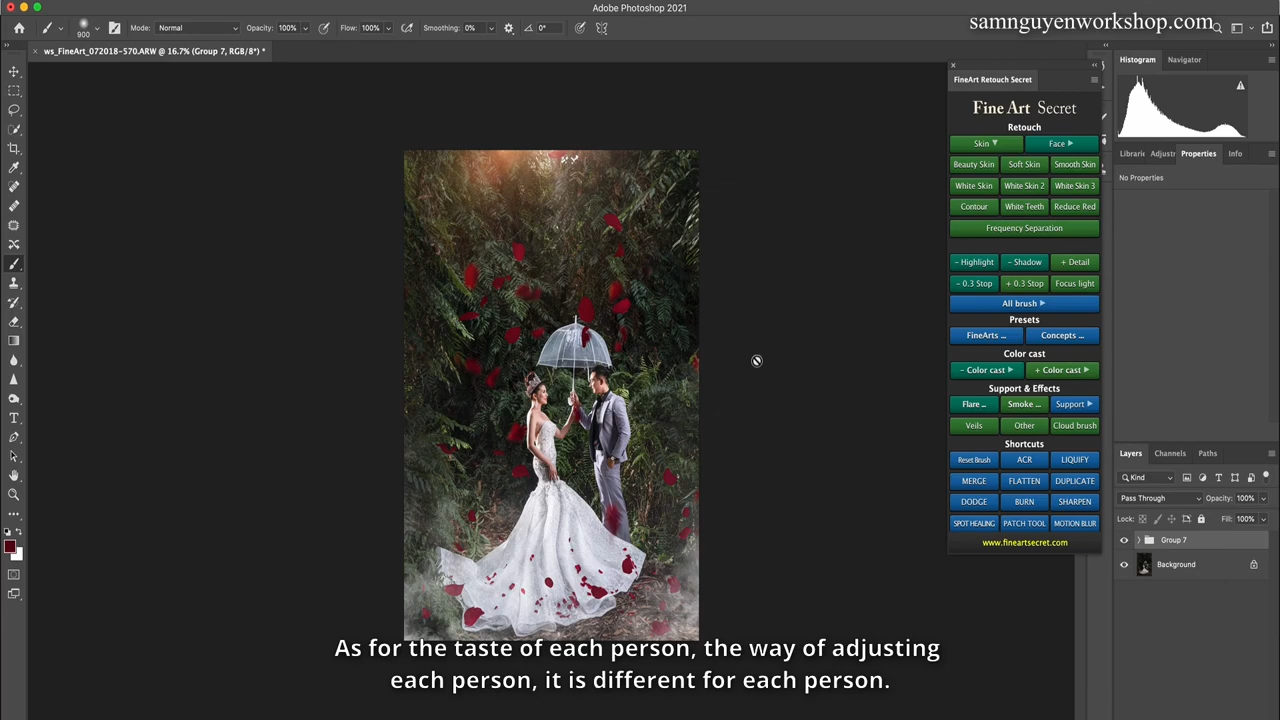 Adobe Photoshop 2021
samnguyenworkshop.com
900
Mode: Normal
Opacity: 100%
Flow: 100%
Smoothing: 0%
0°
× ws_FineArt_072018-570.ARW @ 16.7% (Group 7, RGB/8*) *
FineArt Retouch Secret
Fine Art Secret
Retouch
Skin ▼ Face ►
Beauty Skin Soft Skin Smooth Skin
White Skin White Skin 2 White Skin 3
Contour White Teeth Reduce Red
Frequency Separation
- Highlight - Shadow + Detail
- 0.3 Stop + 0.3 Stop Focus light
All brush ►
Presets
FineArts ... Concepts ...
Color cast
- Color cast ► + Color cast ►
Support & Effects
Flare ... Smoke ... Support ►
Veils Other Cloud brush
Shortcuts
Reset Brush ACR LIQUIFY
MERGE FLATTEN DUPLICATE
DODGE BURN SHARPEN
SPOT HEALING PATCH TOOL MOTION BLUR
www.fineartsecret.com
Histogram Navigator
Librarie Adjustr Properties Info
No Properties
Layers Channels Paths
Kind
Pass Through Opacity: 100%
Lock: Fill: 100%
Group 7
Background
As for the taste of each person, the way of adjusting
each person, it is different for each person.